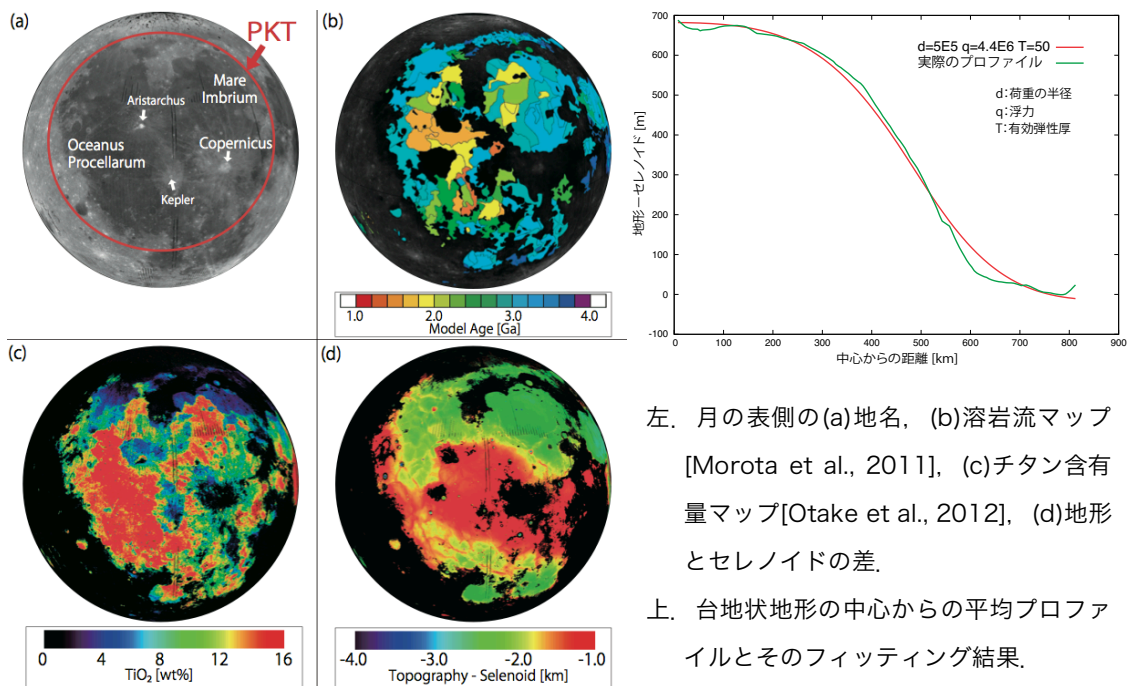 (a)
PKT
Mare
Imbrium
Aristarchus
Oceanus
Procellarum
Copernicus
Kepler
(b)
1.0 2.0 3.0 4.0
Model Age [Ga]
(c)
0 4 8 12 16
TiO₂ [wt%]
(d)
-4.0 -3.0 -2.0 -1.0
Topography - Selenoid [km]
700
600
500
400
300
200
100
0
-100
地形ーセレノイド [m]
d=5E5 q=4.4E6 T=50
実際のプロファイル
d：荷重の半径
q：浮力
T：有効弾性厚
0 100 200 300 400 500 600 700 800 900
中心からの距離 [km]
左．月の表側の(a)地名，(b)溶岩流マップ
[Morota et al., 2011]，(c)チタン含有
量マップ[Otake et al., 2012]，(d)地形
とセレノイドの差．
上．台地状地形の中心からの平均プロファ
イルとそのフィッティング結果．